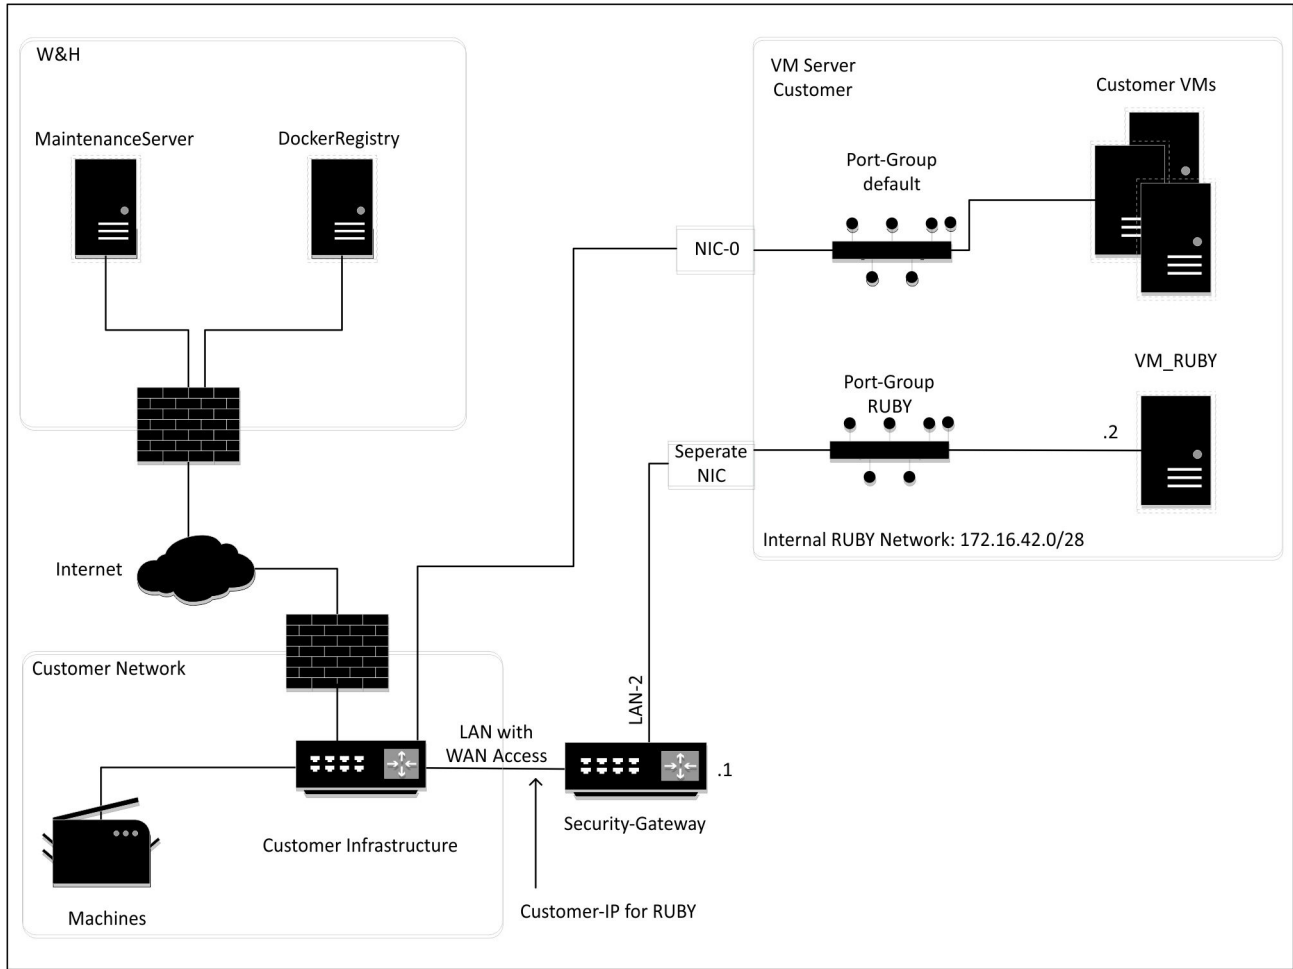 W&H
MaintenanceServer
DockerRegistry
VM Server
Customer
Customer VMs
Port-Group
default
NIC-0
VM_RUBY
Port-Group
RUBY
.2
Seperate
NIC
Internal RUBY Network: 172.16.42.0/28
Internet
Customer Network
LAN-2
LAN with
WAN Access
.1
Security-Gateway
Customer Infrastructure
Customer-IP for RUBY
Machines